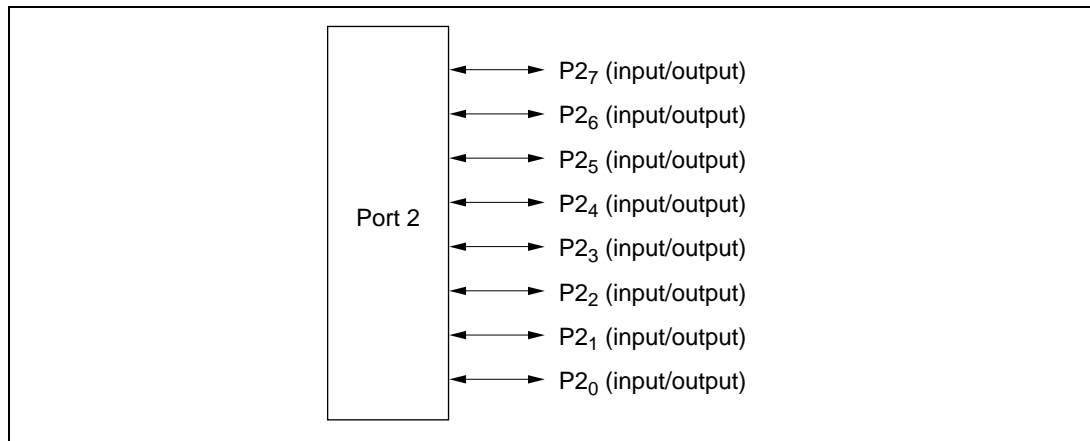 P2₇ (input/output)
P2₆ (input/output)
P2₅ (input/output)
P2₄ (input/output)
Port 2
P2₃ (input/output)
P2₂ (input/output)
P2₁ (input/output)
P2₀ (input/output)